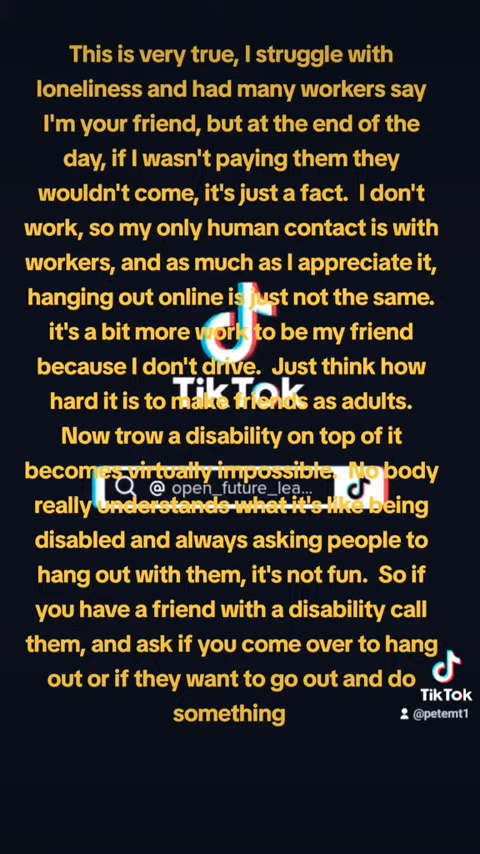 This is very true, I struggle with
loneliness and had many workers say
I'm your friend, but at the end of the
day, if I wasn't paying them they
wouldn't come, it's just a fact.  I don't
work, so my only human contact is with
workers, and as much as I appreciate it,
hanging out online is just not the same.
it's a bit more work to be my friend
because I don't drive.  Just think how
hard it is to make friends as adults.
TikTok
Now trow a disability on top of it
becomes virtually impossible.  No body
@ open_future_lea...
really understands what it's like being
disabled and always asking people to
hang out with them, it's not fun.  So if
you have a friend with a disability call
them, and ask if you come over to hang
out or if they want to go out and do
something
TikTok
@petemt1